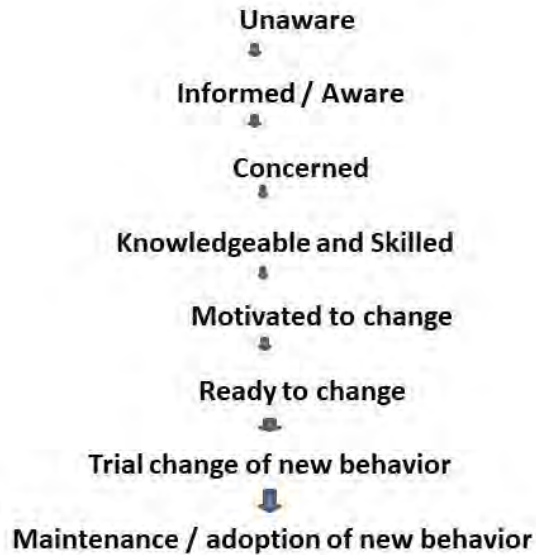 Unaware
Informed / Aware
Concerned
Knowledgeable and Skilled
Motivated to change
Ready to change
Trial change of new behavior
Maintenance / adoption of new behavior